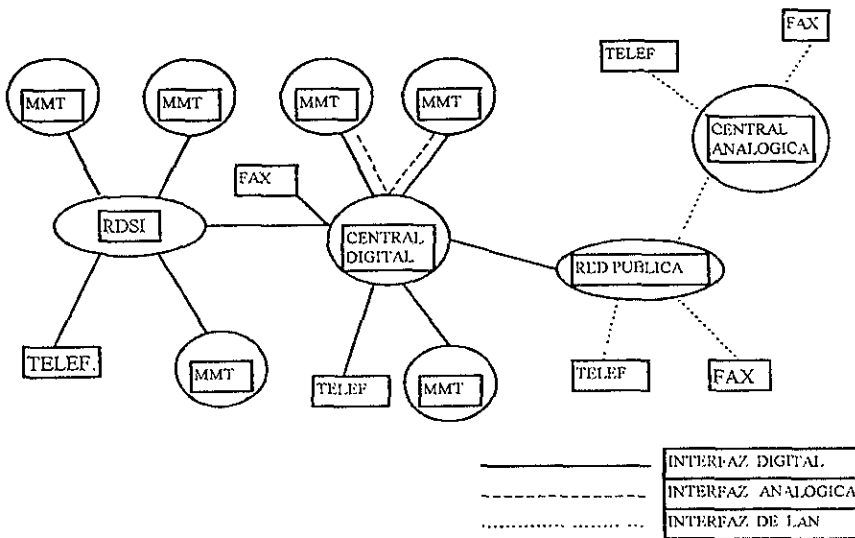 FAX
TELEF
MMT
MMT
MMT
MMT
CENTRAL
ANALOGICA
FAX
RDSI
CENTRAL
DIGITAL
RED PUBLICA
TELEF.
MMT
TELEF
MMT
TELEF
FAX
INTERFAZ DIGITAL
INTERFAZ ANALOGICA
INTERFAZ DE LAN